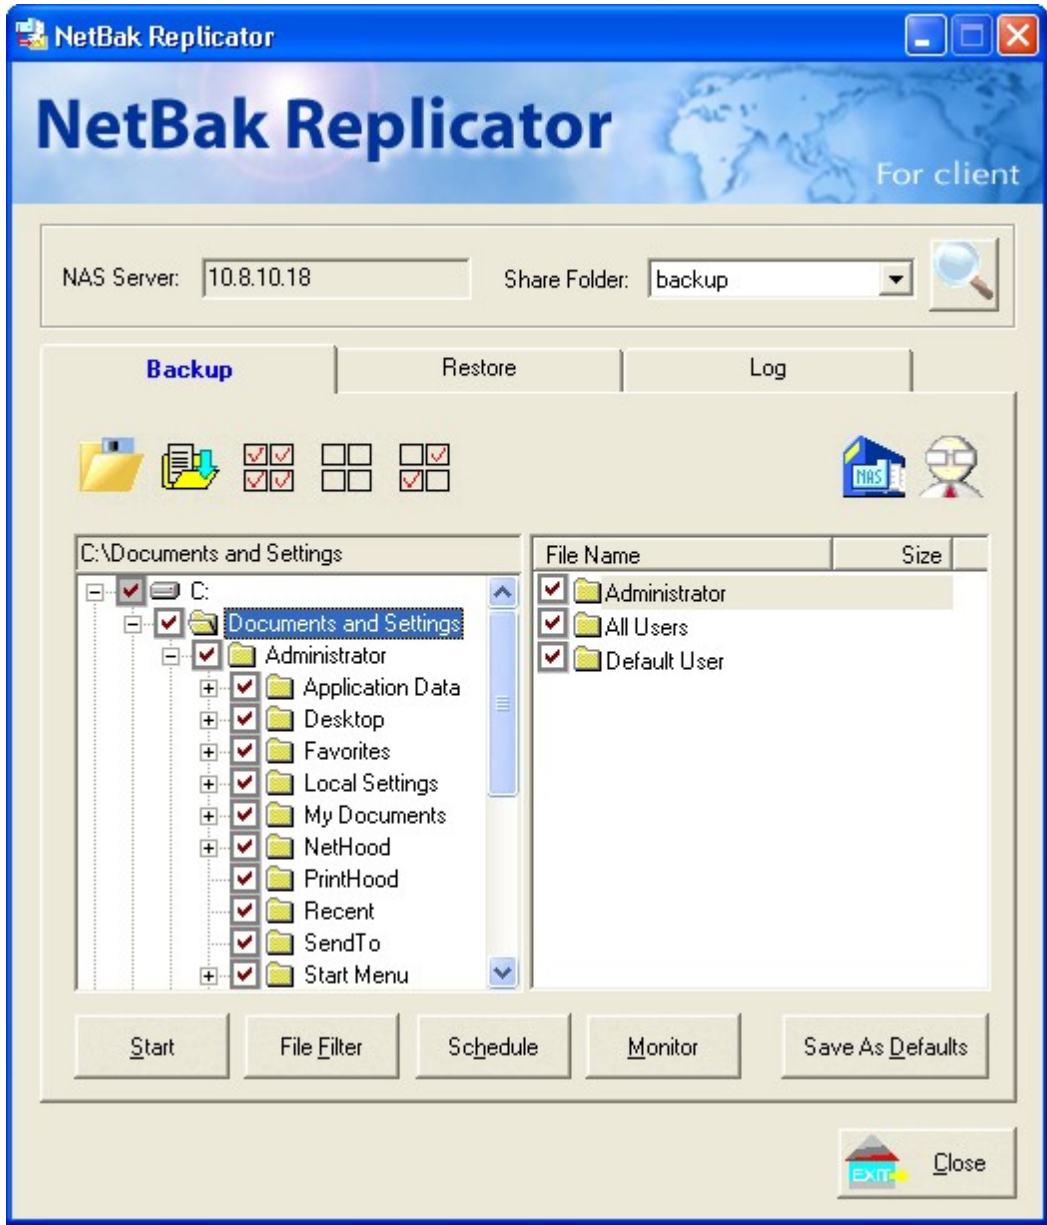 NetBak Replicator
NetBak Replicator
For client
NAS Server: 10.8.10.18 Share Folder: backup
Backup Restore Log
NAS
C:\Documents and Settings
C:
Documents and Settings
Administrator
Application Data
Desktop
Favorites
Local Settings
My Documents
NetHood
PrintHood
Recent
SendTo
Start Menu
File Name Size
Administrator
All Users
Default User
Start File Filter Schedule Monitor Save As Defaults
EXIT Close